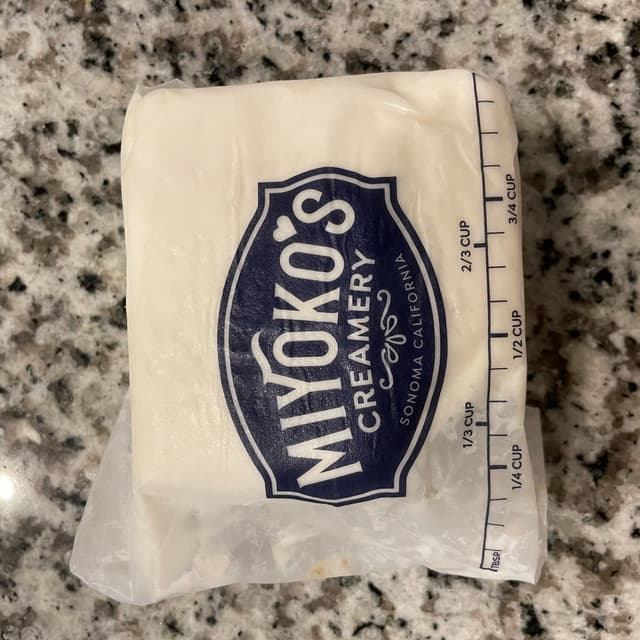 MIYOKO'S
CREAMERY
SONOMA CALIFORNIA
3/4 CUP
2/3 CUP
1/2 CUP
1/3 CUP
1/4 CUP
TBSP